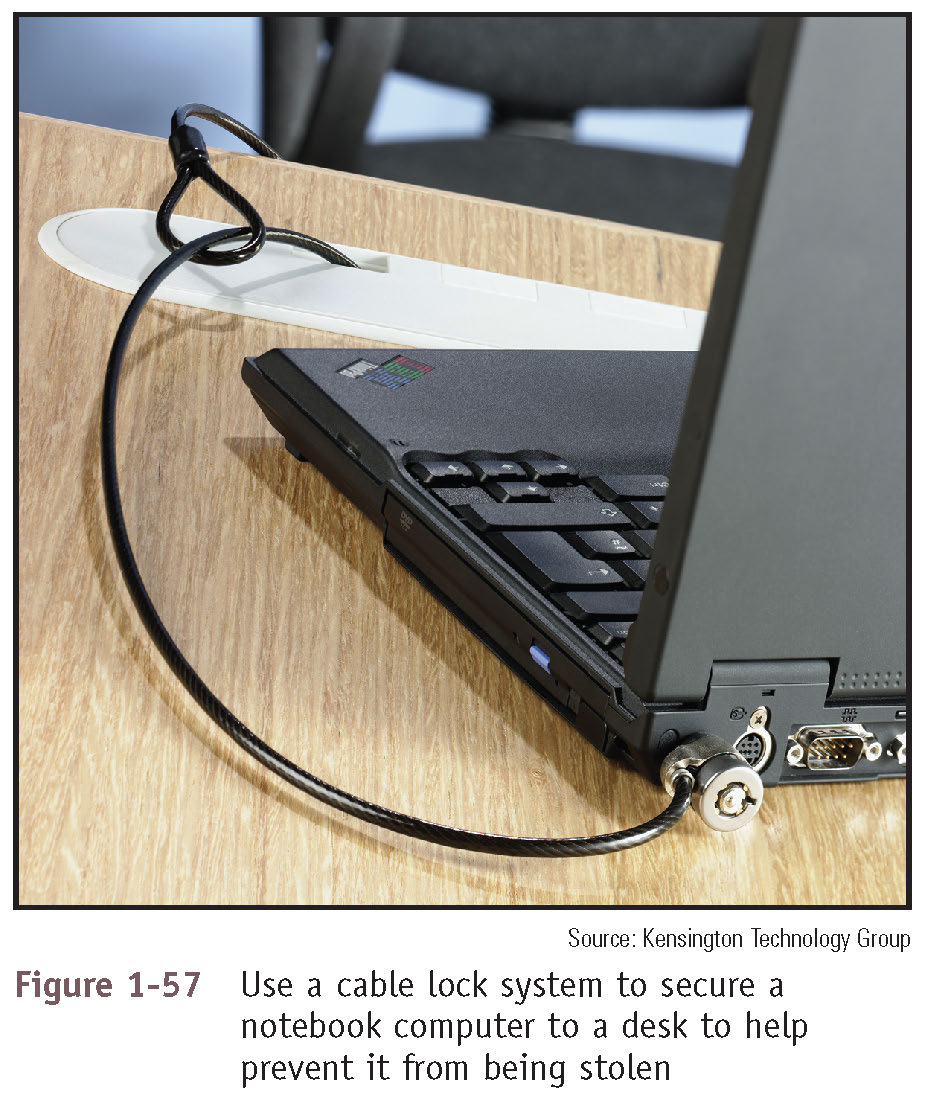 Source: Kensington Technology Group
Figure 1-57 Use a cable lock system to secure a
notebook computer to a desk to help
prevent it from being stolen